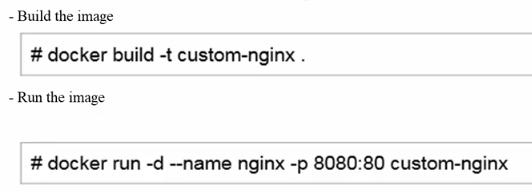 - Build the image
# docker build -t custom-nginx .
- Run the image
# docker run -d --name nginx -p 8080:80 custom-nginx